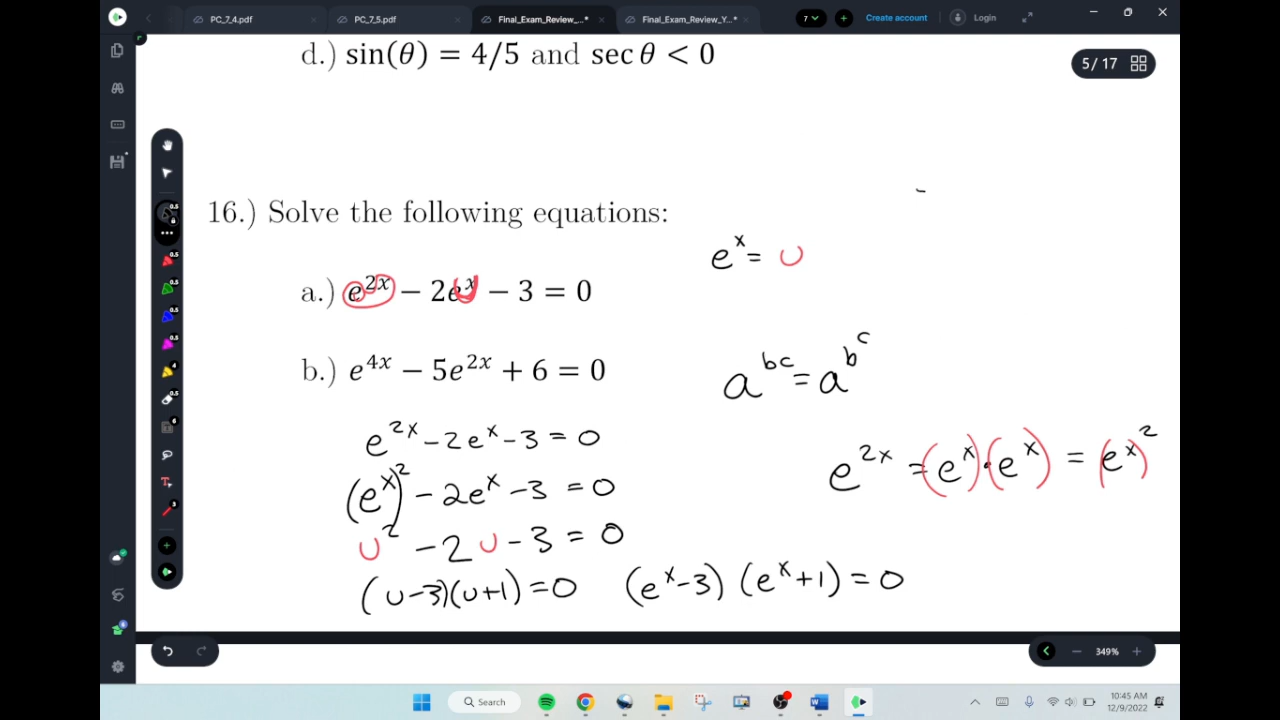 PC_7_4.pdf
PC_7_5.pdf
Final_Exam_Review_...*
Final_Exam_Review_Y...*
7
Create account
Login
d.) sin(θ) = 4/5 and sec θ < 0
5 / 17
16.) Solve the following equations:
e^x = u
a.) e^{2x} − 2e^x − 3 = 0
u
b.) e^{4x} − 5e^{2x} + 6 = 0
a^{bc} = a^{b^c}
e^{2x} - 2e^x - 3 = 0
e^{2x} = (e^x)·(e^x) = (e^x)^2
(e^x)^2 - 2e^x - 3 = 0
u^2 - 2u - 3 = 0
(u-3)(u+1) = 0 (e^x-3) (e^x+1) = 0
349%
Search
10:45 AM
12/9/2022